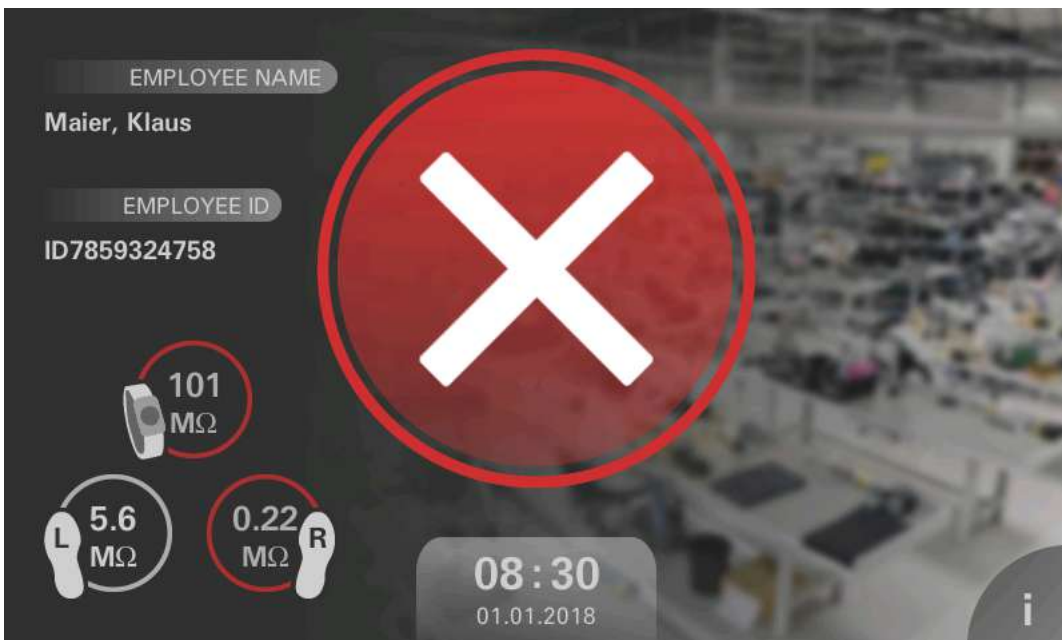 EMPLOYEE NAME
Maier, Klaus
EMPLOYEE ID
ID7859324758
101
MΩ
L
5.6
MΩ
0.22
MΩ
R
08:30
01.01.2018
i